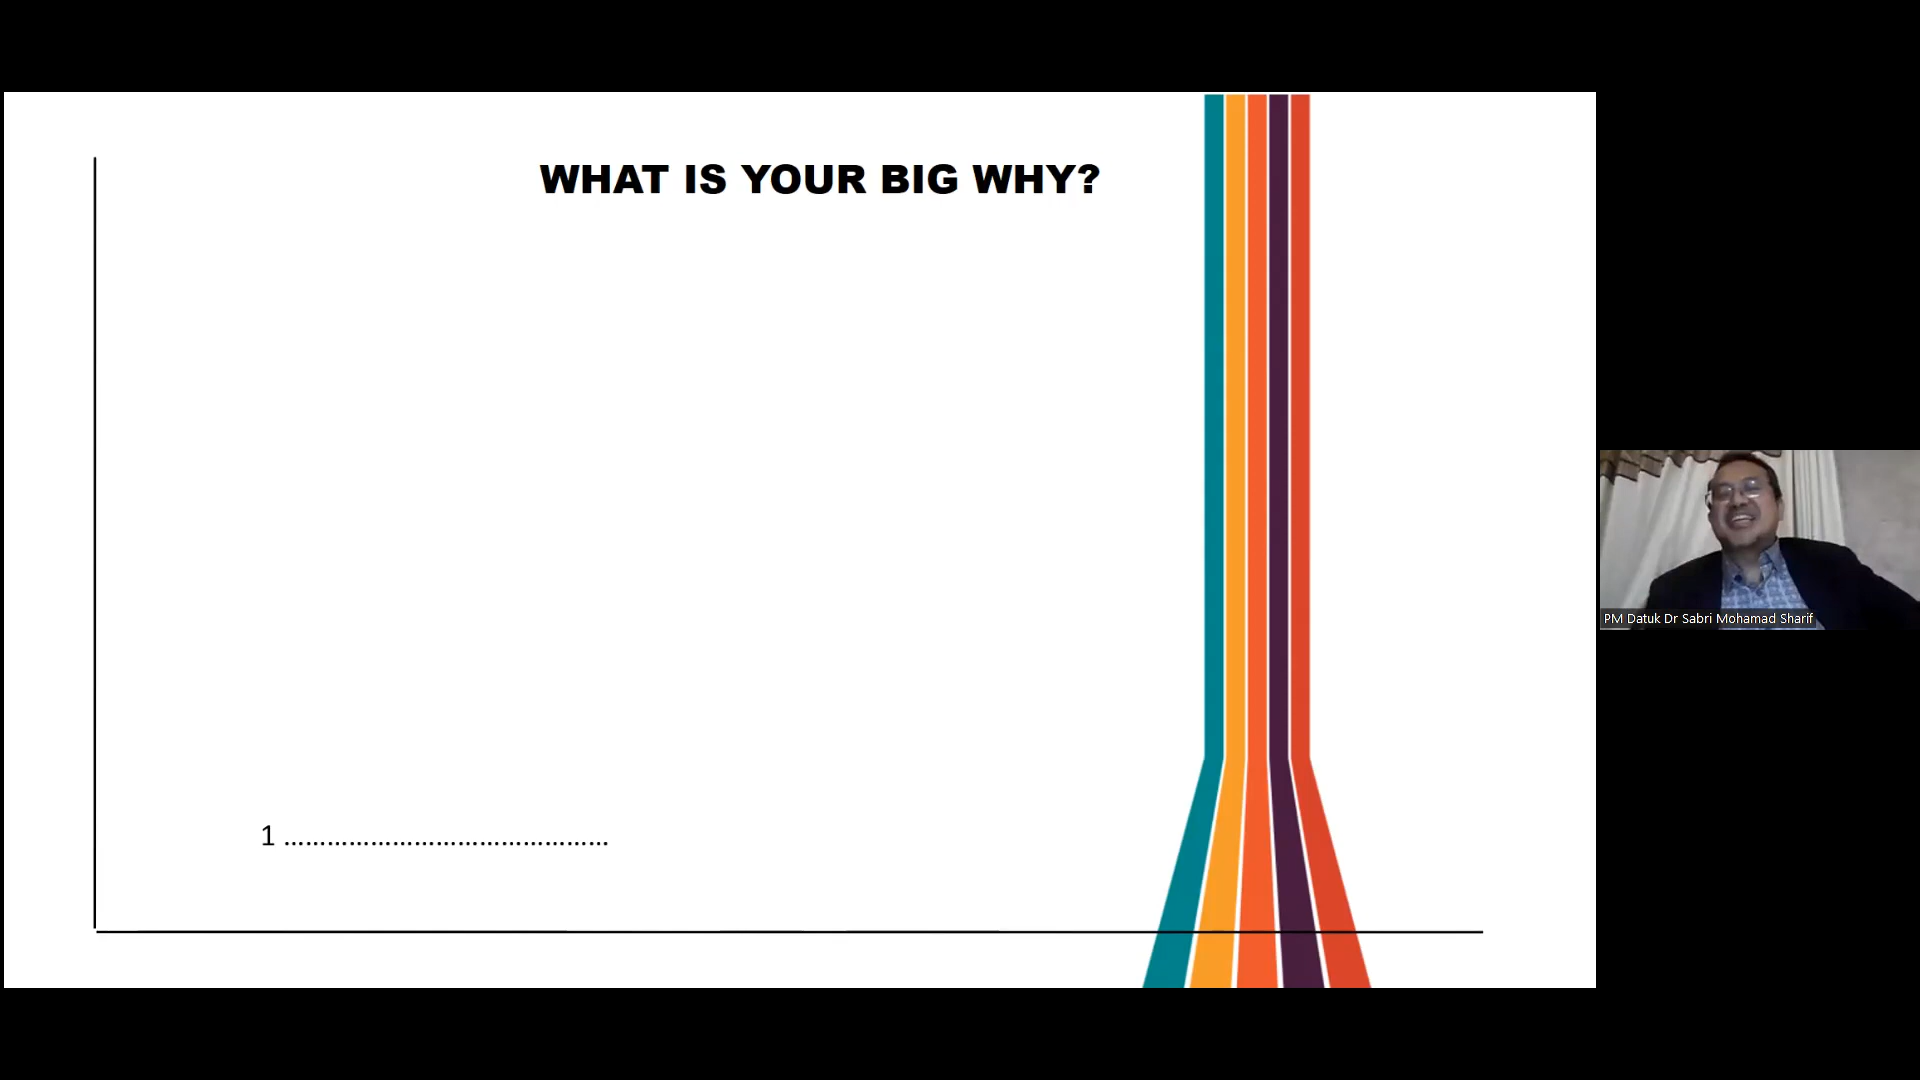 WHAT IS YOUR BIG WHY?
PM Datuk Dr Sabri Mohamad Sharif
1 ………………………………………